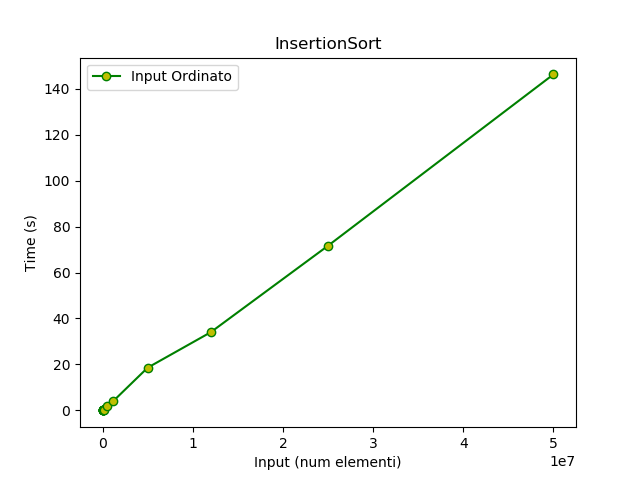 InsertionSort
Input Ordinato
Time (s)
140
120
100
80
60
40
20
0
0 1 2 3 4 5
1e7
Input (num elementi)